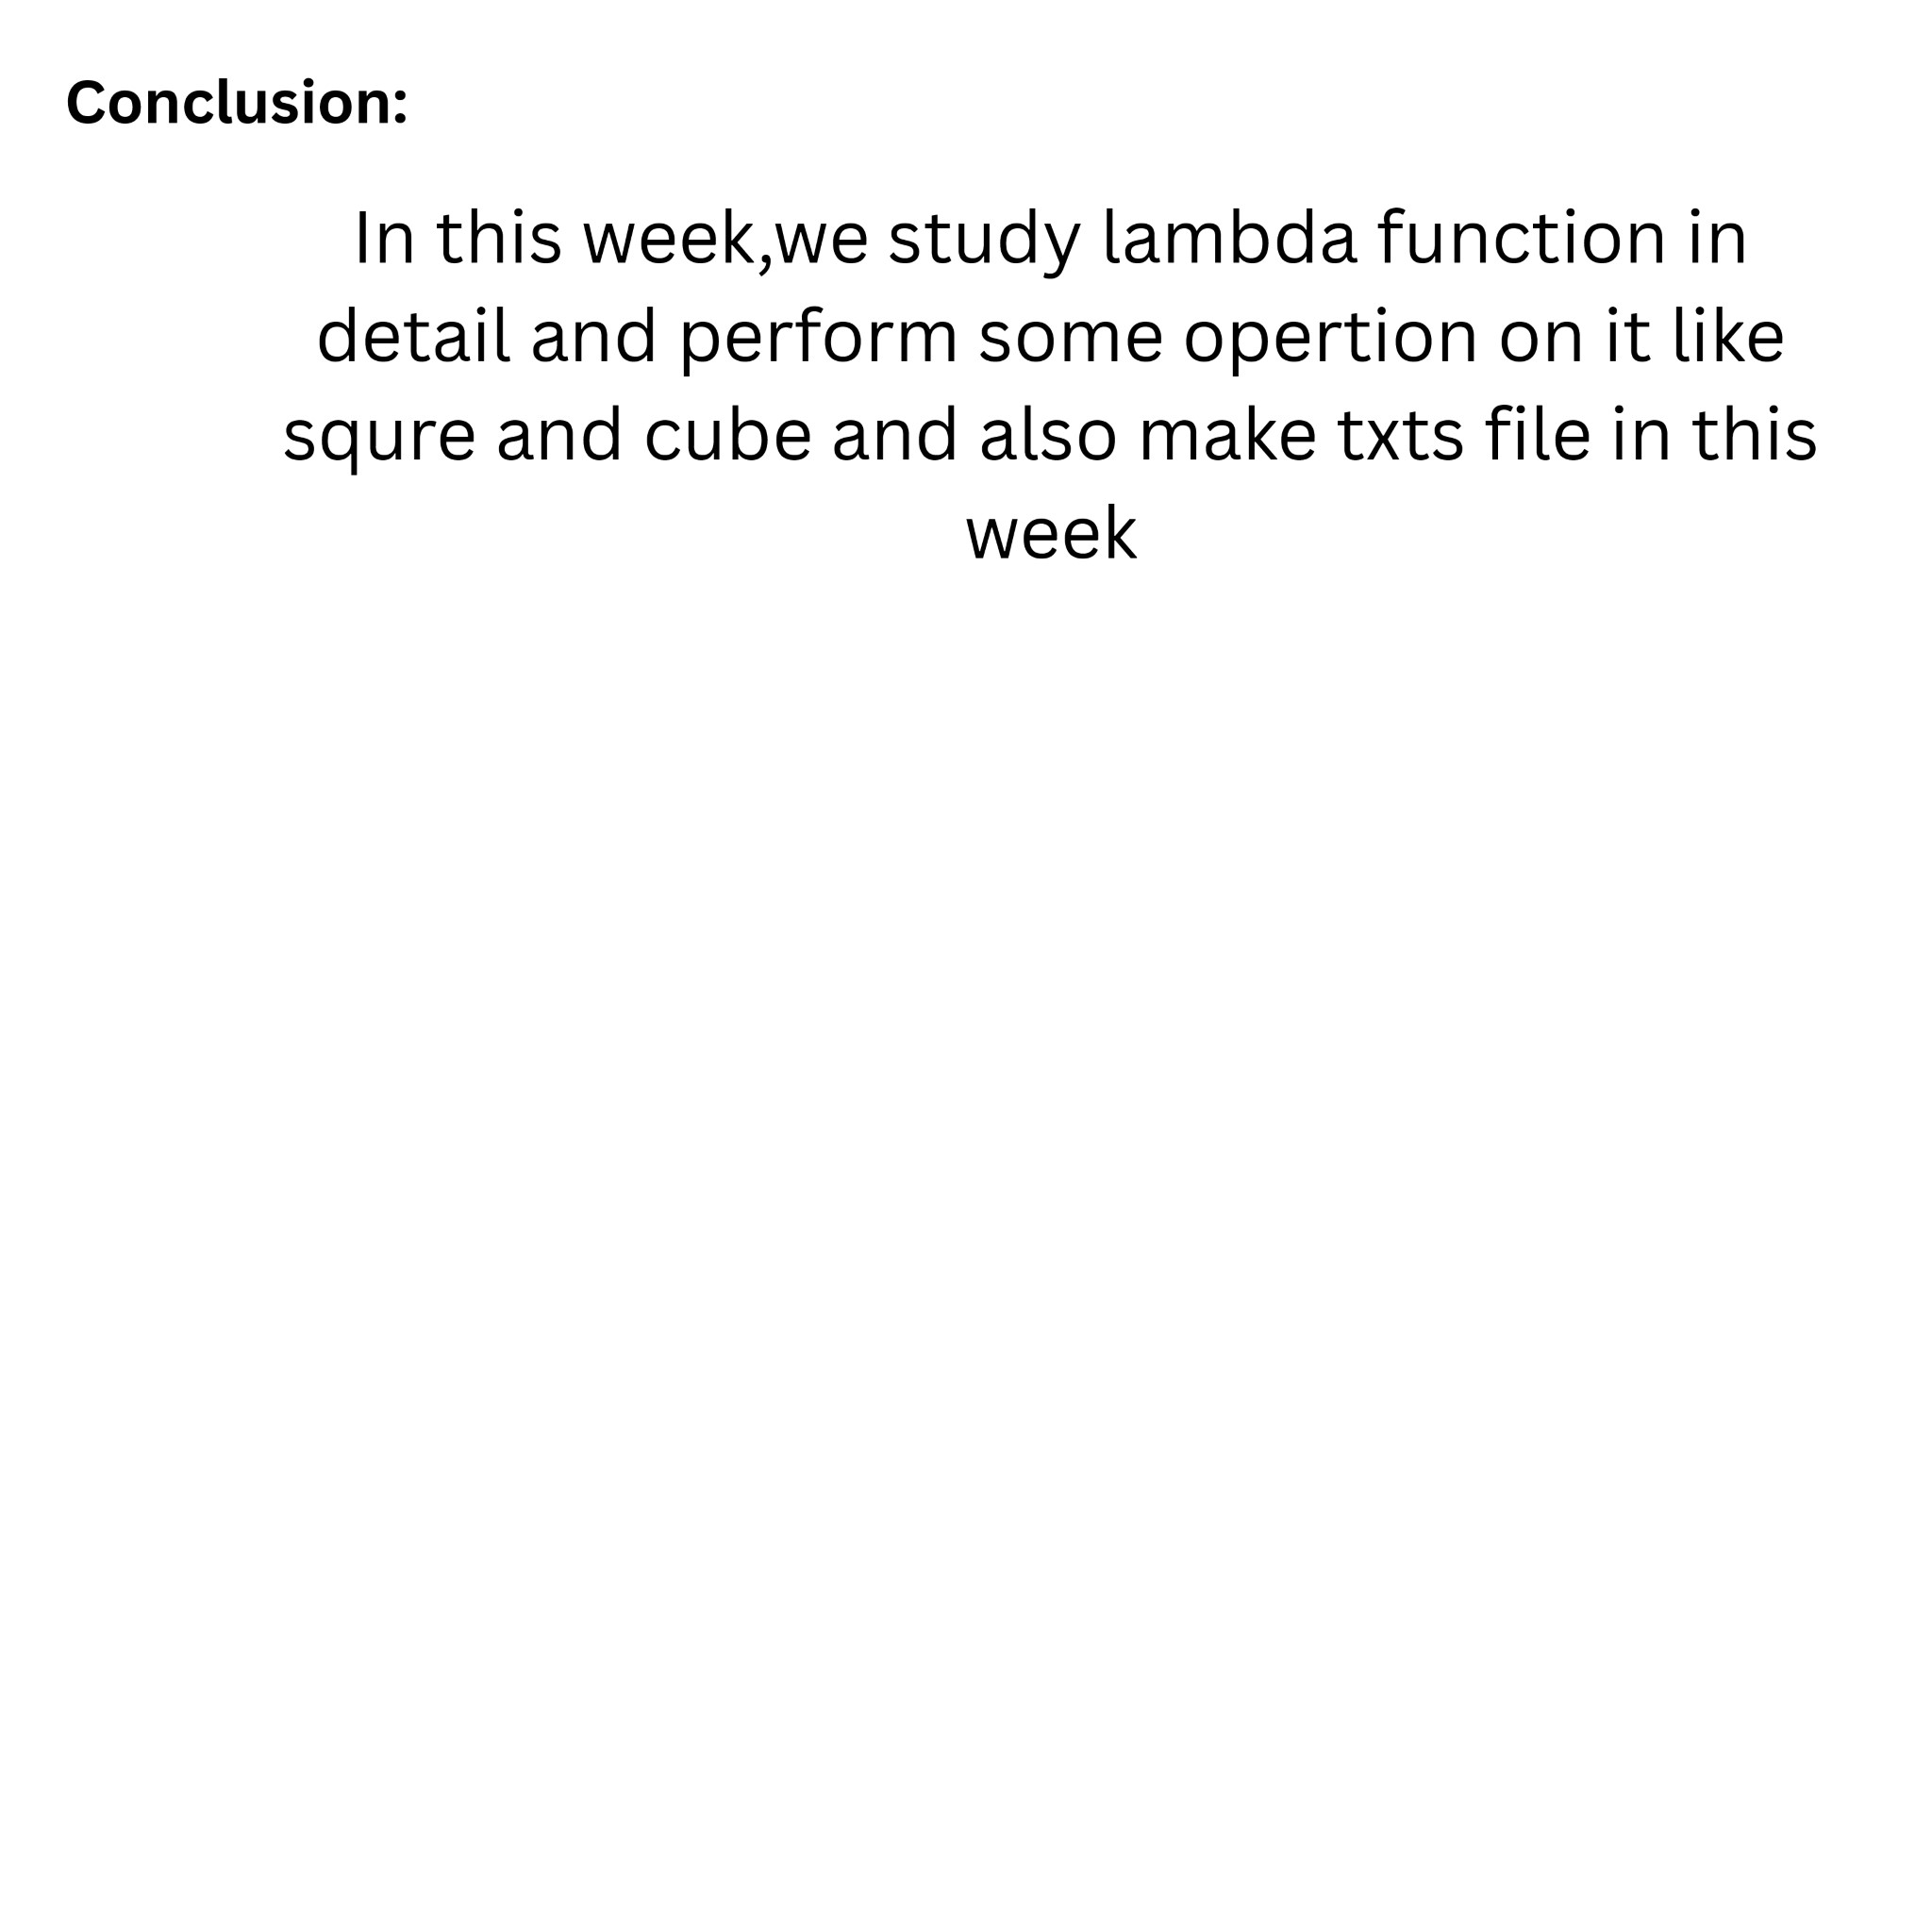 Conclusion:
In this week,we study lambda function in
detail and perform some opertion on it like
squre and cube and also make txts file in this
week